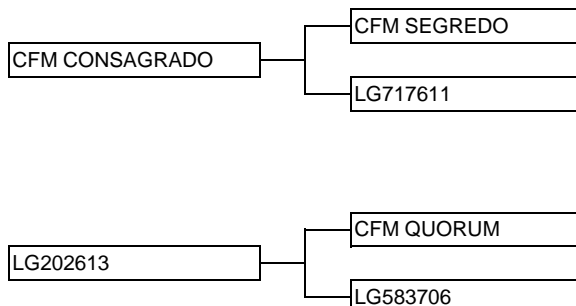 CFM SEGREDO
CFM CONSAGRADO
LG717611
CFM QUORUM
LG202613
LG583706